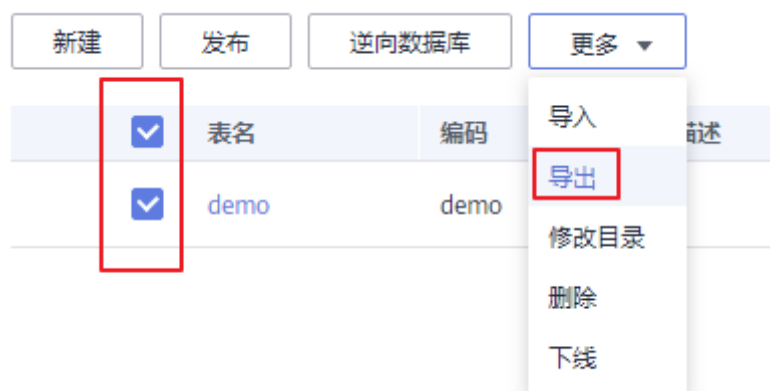 新建 发布 逆向数据库 更多
表名 编码 描述
demo demo
导入
导出
修改目录
删除
下线